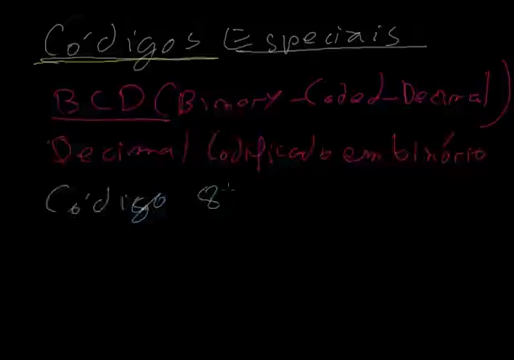 Códigos Especiais
BCD (Binary-Coded-Decimal)
Decimal Codificado em binário
Código 8